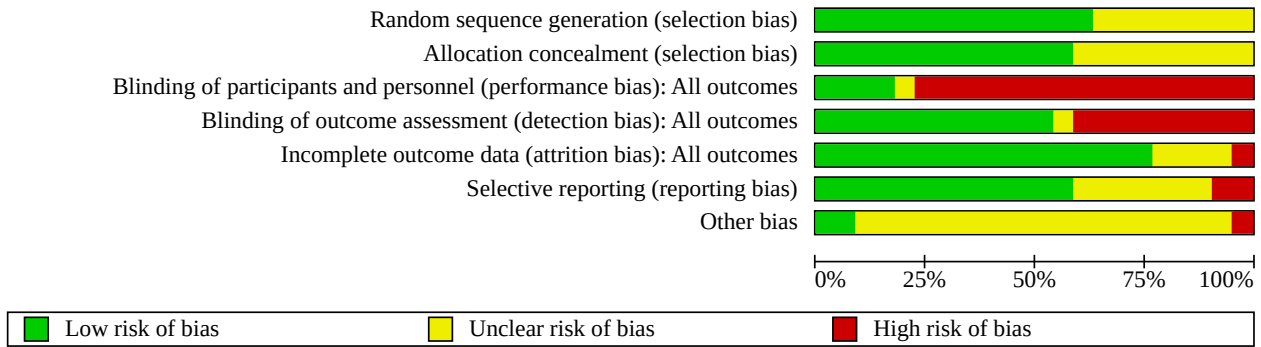 Random sequence generation (selection bias)
Allocation concealment (selection bias)
Blinding of participants and personnel (performance bias): All outcomes
Blinding of outcome assessment (detection bias): All outcomes
Incomplete outcome data (attrition bias): All outcomes
Selective reporting (reporting bias)
Other bias
0% 25% 50% 75% 100%
Low risk of bias Unclear risk of bias High risk of bias